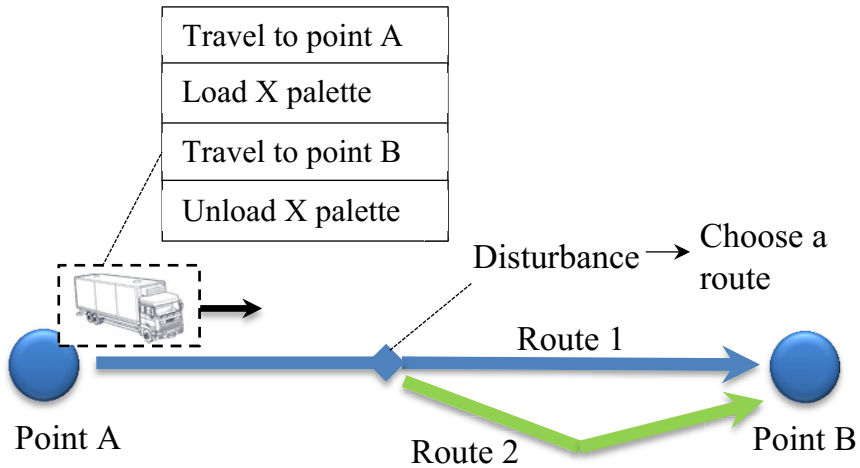 Travel to point A
Load X palette
Travel to point B
Unload X palette
Disturbance
Choose a
route
Route 1
Point A
Route 2
Point B